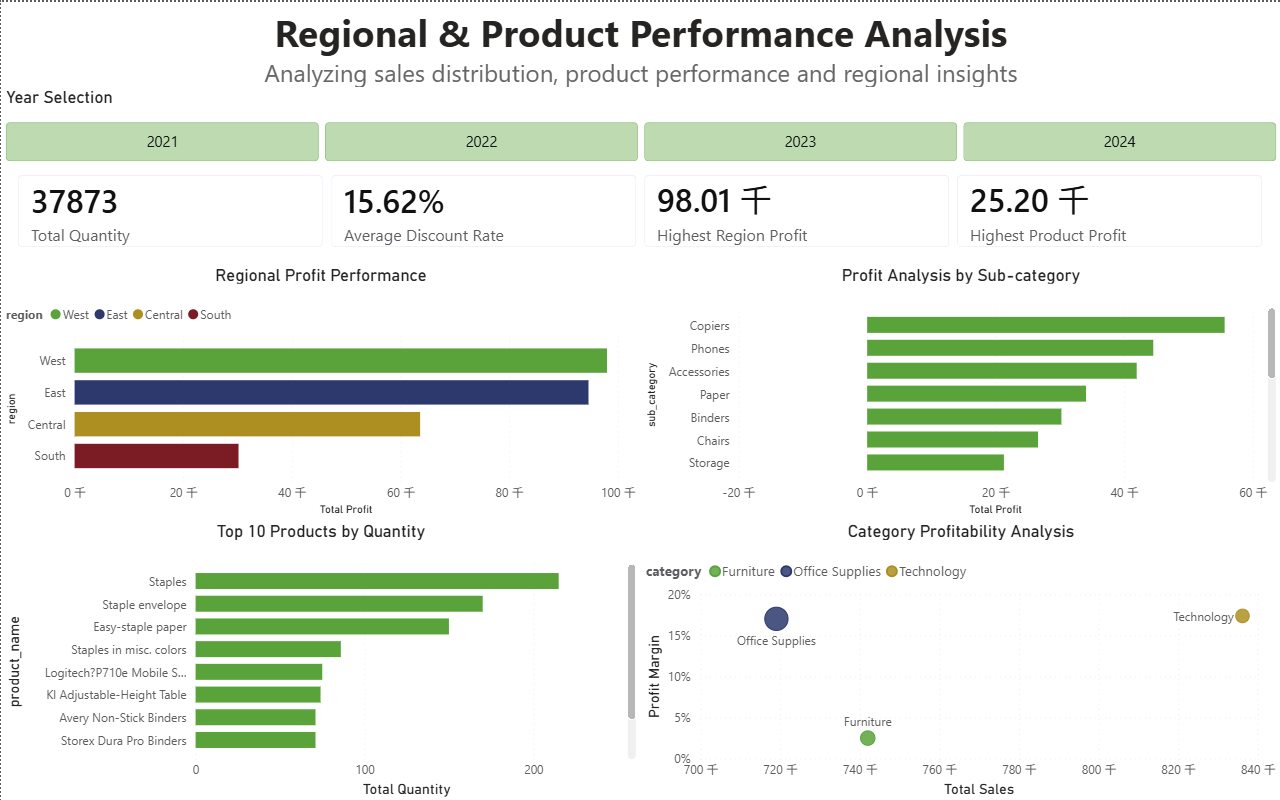 Regional & Product Performance Analysis
Analyzing sales distribution, product performance and regional insights
Year Selection
2021 2022 2023 2024
37873 15.62% 98.01 千 25.20 千
Total Quantity Average Discount Rate Highest Region Profit Highest Product Profit
Regional Profit Performance
region West East Central South
region
West
East
Central
South
0 千 20 千 40 千 60 千 80 千 100 千
Total Profit
Profit Analysis by Sub-category
sub_category
Copiers
Phones
Accessories
Paper
Binders
Chairs
Storage
-20 千 0 千 20 千 40 千 60 千
Total Profit
Top 10 Products by Quantity
product_name
Staples
Staple envelope
Easy-staple paper
Staples in misc. colors
Logitech?P710e Mobile S...
KI Adjustable-Height Table
Avery Non-Stick Binders
Storex Dura Pro Binders
0 100 200
Total Quantity
Category Profitability Analysis
category Furniture Office Supplies Technology
Profit Margin
20%
15%
10%
5%
0%
Technology
Office Supplies
Furniture
700 千 720 千 740 千 760 千 780 千 800 千 820 千 840 千
Total Sales